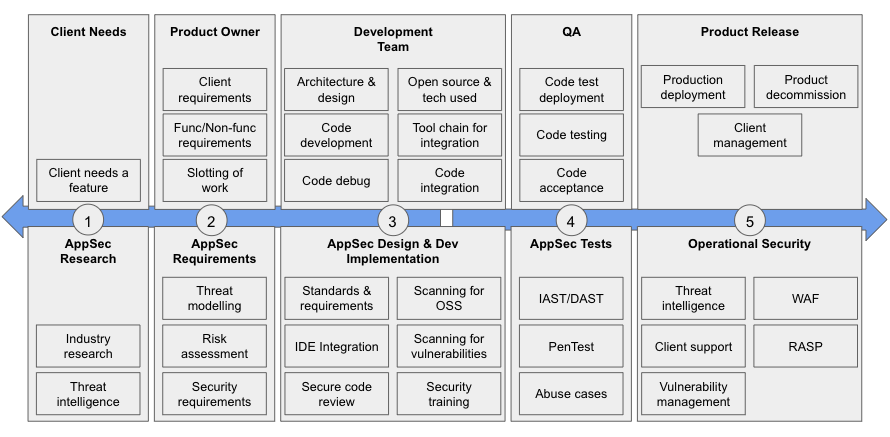 Client Needs
Client needs a
feature
Product Owner
Client
requirements
Func/Non-func
requirements
Slotting of
work
Development
Team
Architecture &
design
Open source &
tech used
Code
development
Tool chain for
integration
Code debug
Code
integration
QA
Code test
deployment
Code testing
Code
acceptance
Product Release
Production
deployment
Product
decommission
Client
management
1
2
3
4
5
AppSec
Research
Industry
research
Threat
intelligence
AppSec
Requirements
Threat
modelling
Risk
assessment
Security
requirements
AppSec Design & Dev
Implementation
Standards &
requirements
Scanning for
OSS
IDE Integration
Scanning for
vulnerabilities
Secure code
review
Security
training
AppSec Tests
IAST/DAST
PenTest
Abuse cases
Operational Security
Threat
intelligence
WAF
Client support
RASP
Vulnerability
management